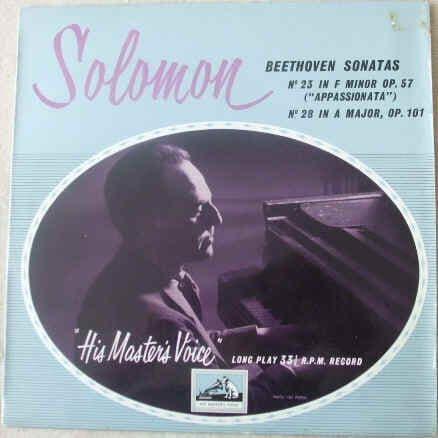 Solomon
BEETHOVEN SONATAS
Nº 23 IN F MINOR OP. 57
("APPASSIONATA")
Nº 28 IN A MAJOR, OP. 101
"His Master's Voice"
LONG PLAY 33⅓ R.P.M. RECORD